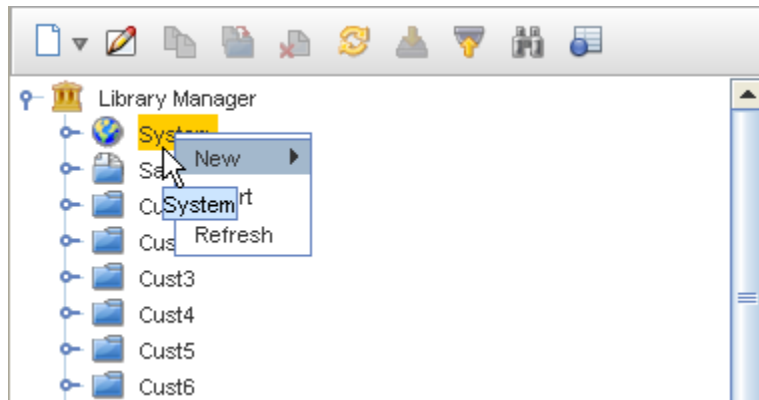 Library Manager
System
New
System
Refresh
Cust3
Cust4
Cust5
Cust6